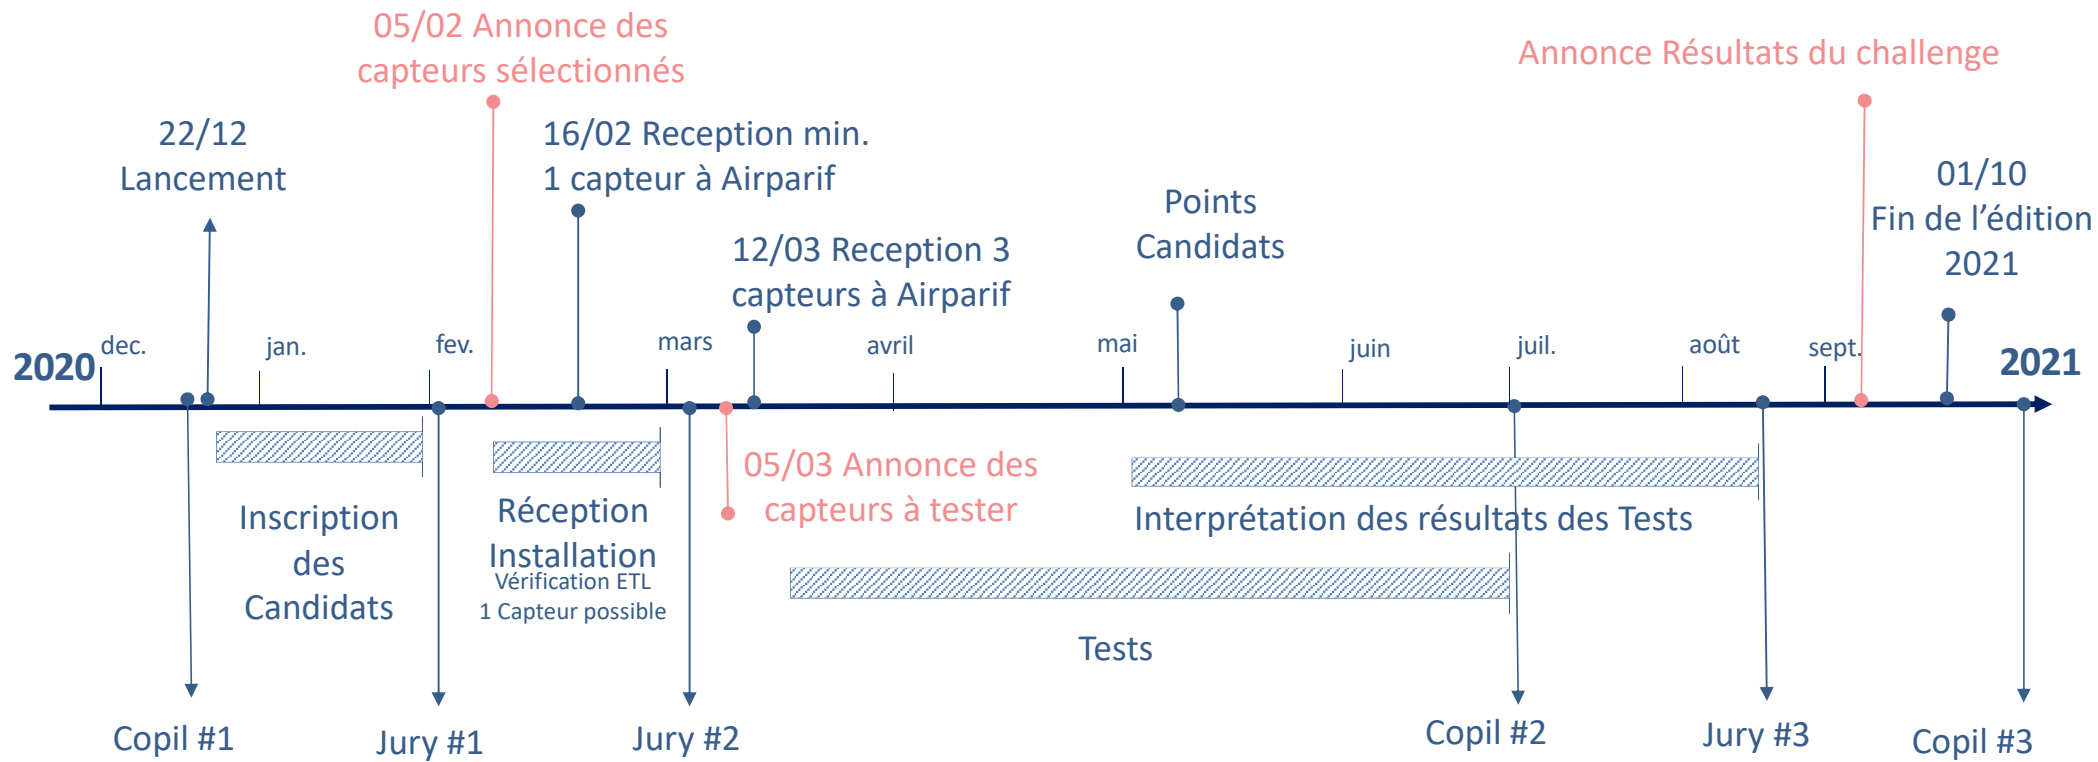 05/02 Annonce des
capteurs sélectionnés
Annonce Résultats du challenge
22/12
Lancement
16/02 Reception min.
1 capteur à Airparif
12/03 Reception 3
capteurs à Airparif
Points
Candidats
01/10
Fin de l’édition
2021
2020
dec.
jan.
fev.
mars
avril
mai
juin
juil.
août
sept.
2021
Inscription
des
Candidats
Réception
Installation
Vérification ETL
1 Capteur possible
05/03 Annonce des
capteurs à tester
Interprétation des résultats des Tests
Tests
Copil #1
Jury #1
Jury #2
Copil #2
Jury #3
Copil #3